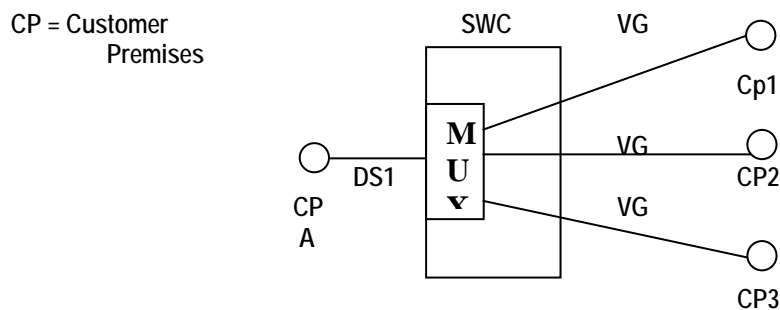 CP = Customer
Premises
SWC
VG
Cp1
M
U
X
VG
CP2
DS1
CP
A
VG
CP3